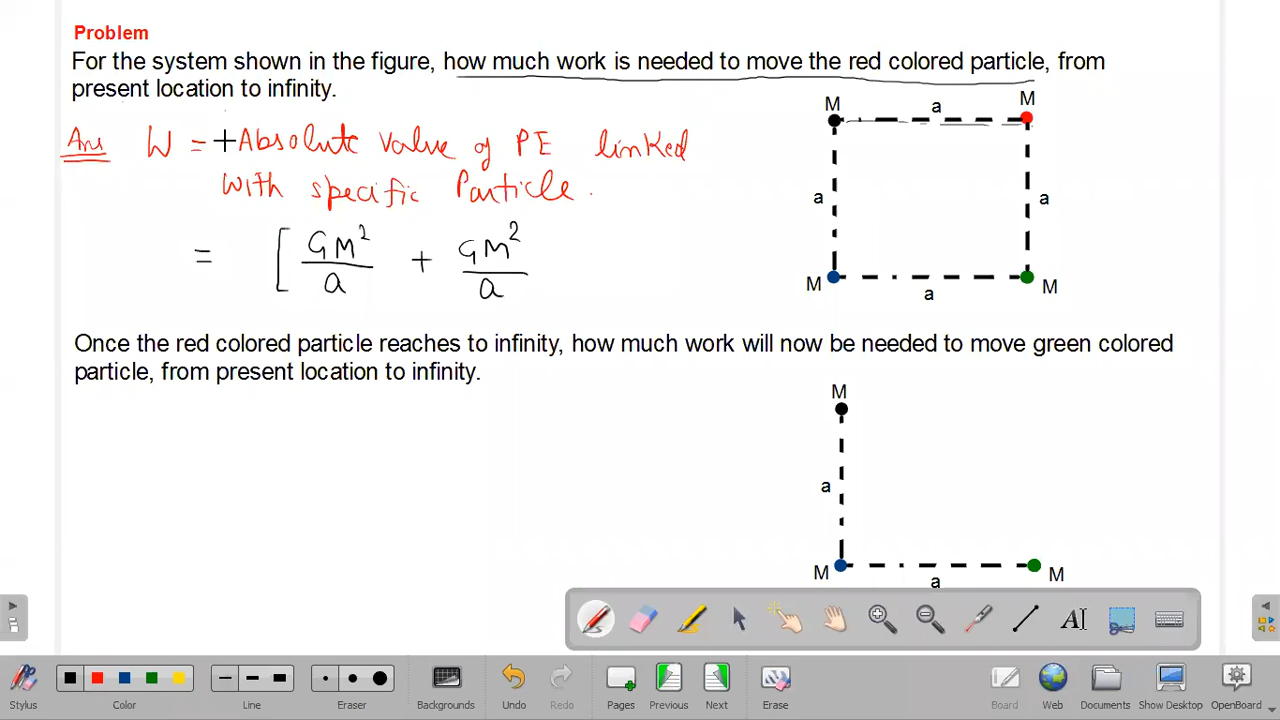 Problem
For the system shown in the figure, how much work is needed to move the red colored particle, from
present location to infinity.
M
a
M
Ans W = +Absolute value of PE linked
with specific Particle.
a
a
= [ GM²/a + GM²/a
M
a
M
Once the red colored particle reaches to infinity, how much work will now be needed to move green colored
particle, from present location to infinity.
M
a
M
a
M
AI
Stylus
Color
Line
Eraser
Backgrounds
Undo
Redo
Pages
Previous
Next
Erase
Board
Web
Documents
Show Desktop
OpenBoard